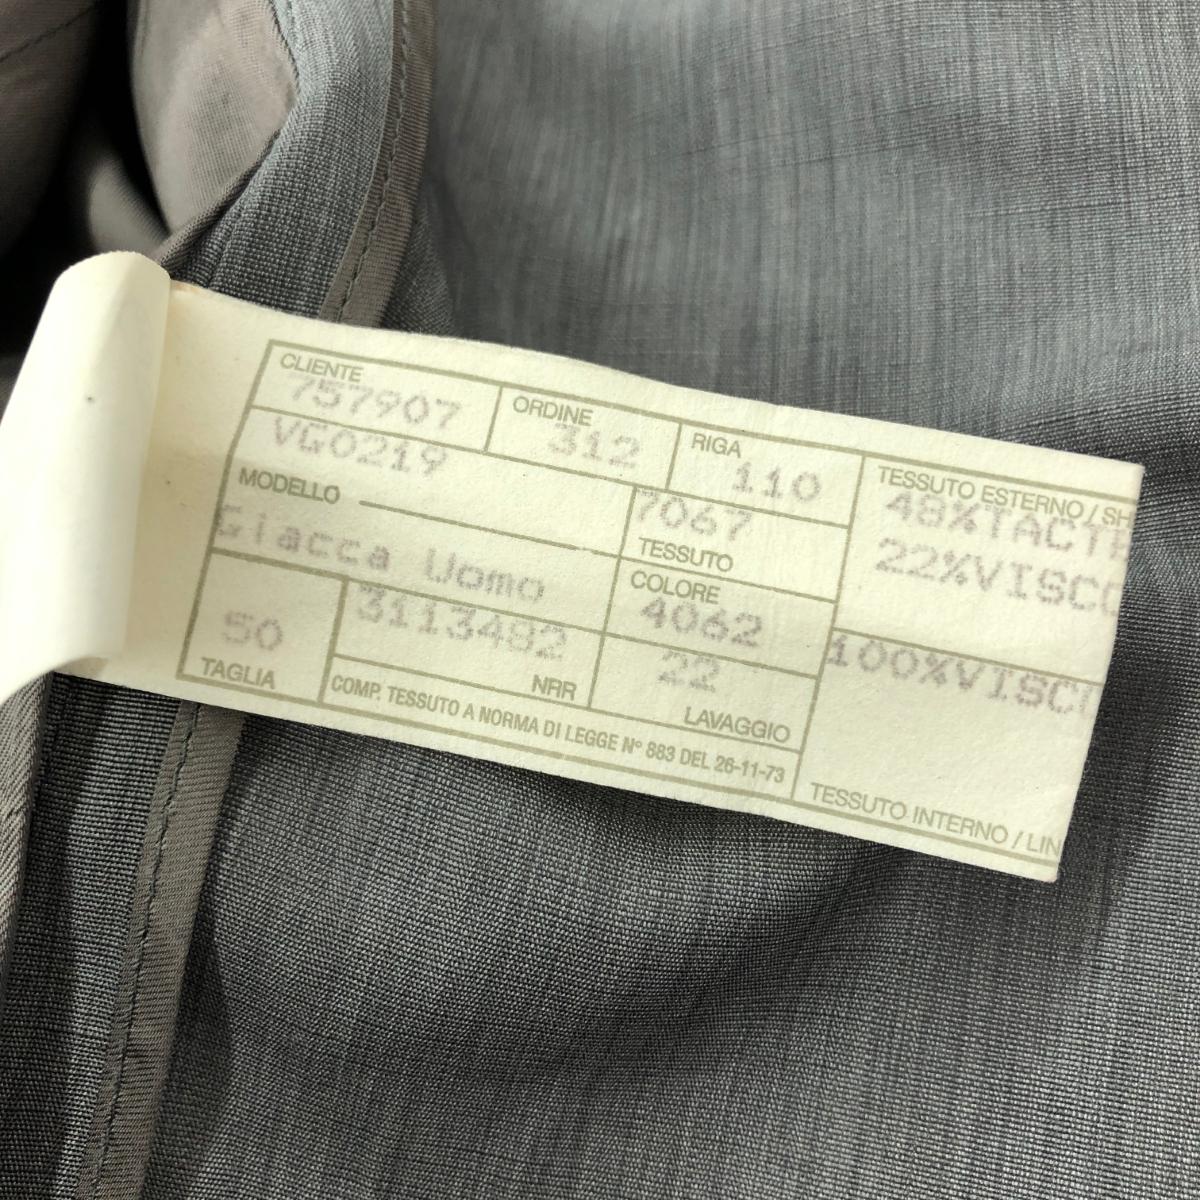 CLIENTE
757907
ORDINE
312
RIGA
110
VG0219
MODELLO
Giacca Uomo
7067
TESSUTO
COLORE
4062
50
TAGLIA
3113482
NRR
22
LAVAGGIO
COMP. TESSUTO A NORMA DI LEGGE N° 883 DEL 26-11-73
TESSUTO ESTERNO / SH
48%TACT
22%VISCO
100%VISCO
TESSUTO INTERNO / LIN